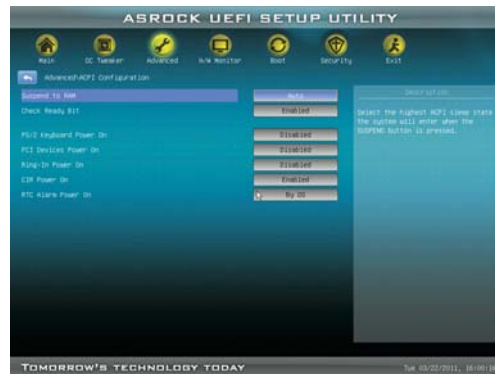 ASROCK UEFI SETUP UTILITY
Main OC Tweaker Advanced H/W Monitor Boot Security Exit
Advanced\ACPI Configuration
Suspend to RAM Auto
Check Ready Bit Enabled
PS/2 Keyboard Power On Disabled
PCI Devices Power On Disabled
Ring-In Power On Disabled
CIR Power On Enabled
RTC Alarm Power On By OS
Description
Select the highest ACPI sleep state
the system will enter when the
SUSPEND button is pressed.
TOMORROW'S TECHNOLOGY TODAY
Tue 03/22/2011,